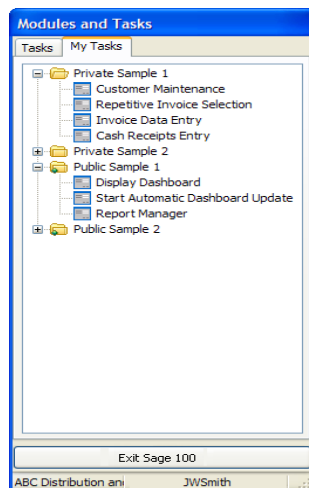 Modules and Tasks
Tasks My Tasks
Private Sample 1
Customer Maintenance
Repetitive Invoice Selection
Invoice Data Entry
Cash Receipts Entry
Private Sample 2
Public Sample 1
Display Dashboard
Start Automatic Dashboard Update
Report Manager
Public Sample 2
Exit Sage 100
ABC Distribution and JWSmith